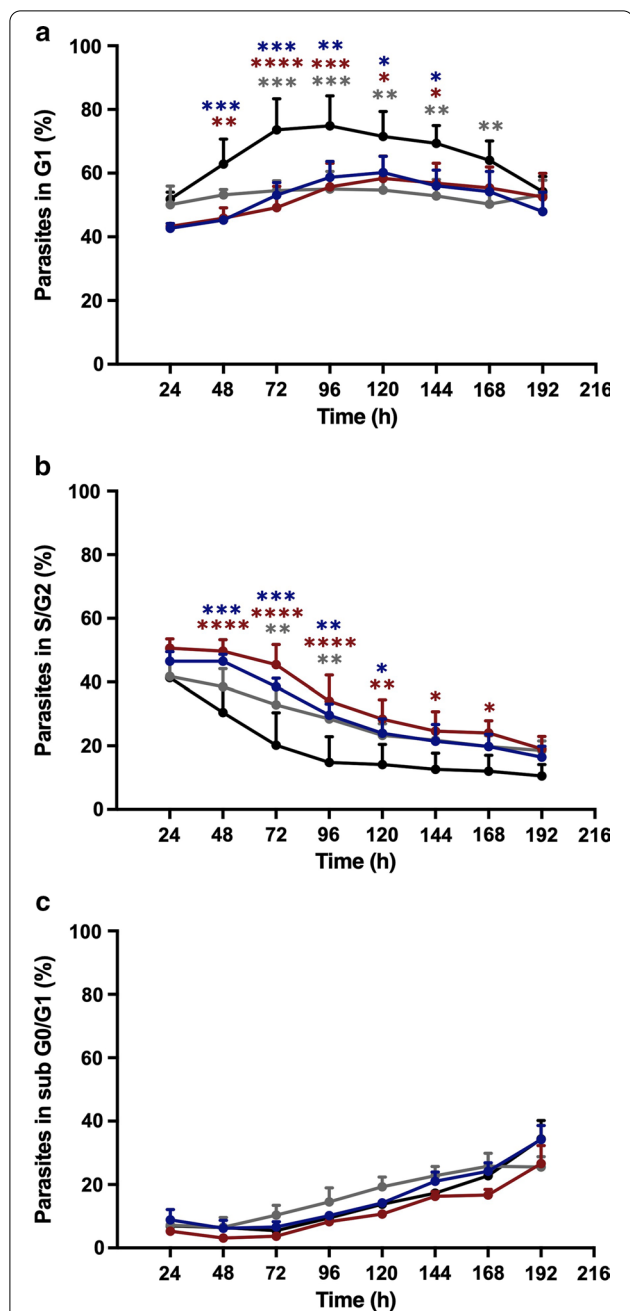 a
*** ** * *
*** **** *** * *
** *** *** ** ** **
100
80
60
40
20
0
Parasites in G1 (%)
24 48 72 96 120 144 168 192 216
Time (h)
b
*** *** ** *
**** **** **** ** * *
** **
100
80
60
40
20
0
Parasites in S/G2 (%)
24 48 72 96 120 144 168 192 216
Time (h)
c
100
80
60
40
20
0
Parasites in sub G0/G1 (%)
24 48 72 96 120 144 168 192 216
Time (h)